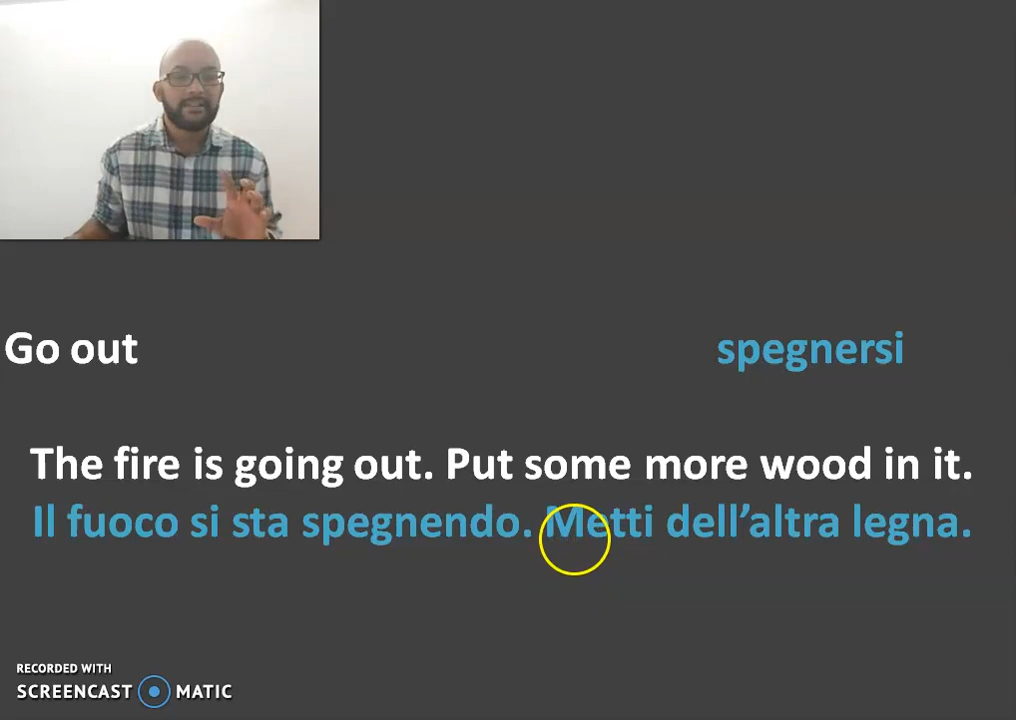 Go out spegnersi
The fire is going out. Put some more wood in it.
Il fuoco si sta spegnendo. Metti dell’altra legna.
RECORDED WITH
SCREENCAST MATIC